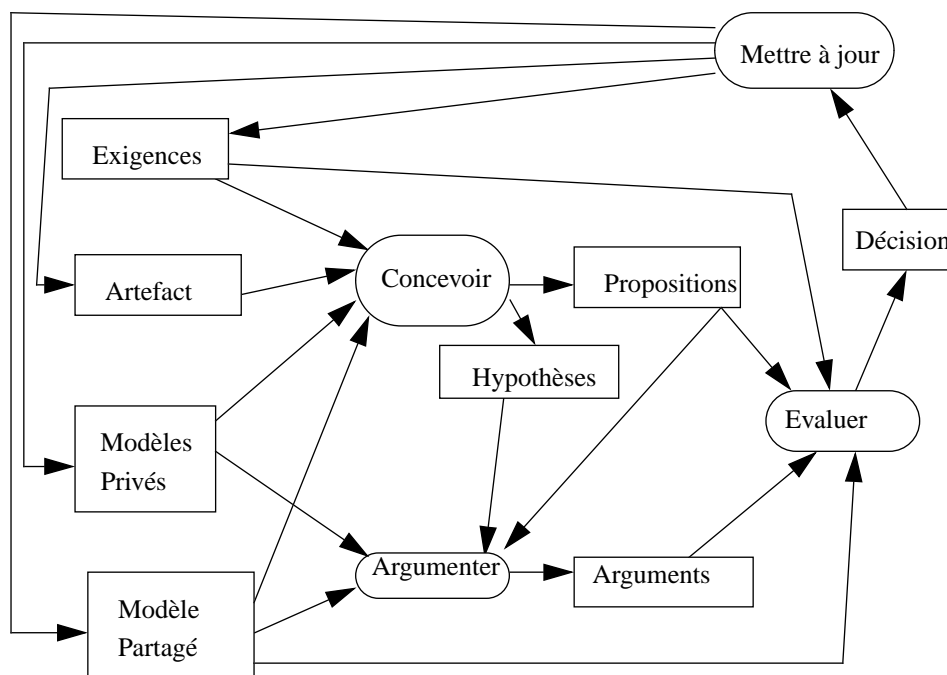 Mettre à jour
Exigences
Décision
Artefact
Concevoir
Propositions
Hypothèses
Evaluer
Modèles
Privés
Argumenter
Arguments
Modèle
Partagé